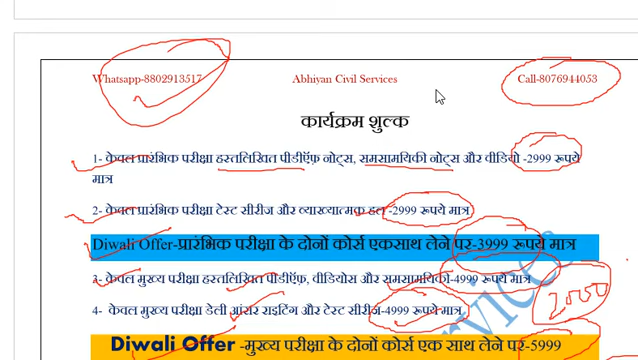 Whatsapp-8802913517 Abhiyan Civil Services Call-8076944053
कार्यक्रम शुल्क
1- केवल प्रारंभिक परीक्षा हस्तलिखित पीडीऍफ़ नोट्स, समसामयिकी नोट्स और वीडियो -2999 रूपये
मात्र
2- केवल प्रारंभिक परीक्षा टेस्ट सीरीज और व्याख्यात्मक हल -2999 रूपये मात्र
Diwali Offer-प्रारंभिक परीक्षा के दोनों कोर्स एकसाथ लेने पर-3999 रूपये मात्र
3- केवल मुख्य परीक्षा हस्तलिखित पीडीऍफ़, वीडियोस और समसामयिकी-4999 रूपये मात्र
2000
4- केवल मुख्य परीक्षा डेली आंसर राइटिंग और टेस्ट सीरीज-4999 रूपये मात्र
Diwali Offer -मुख्य परीक्षा के दोनों कोर्स एक साथ लेने पर-5999